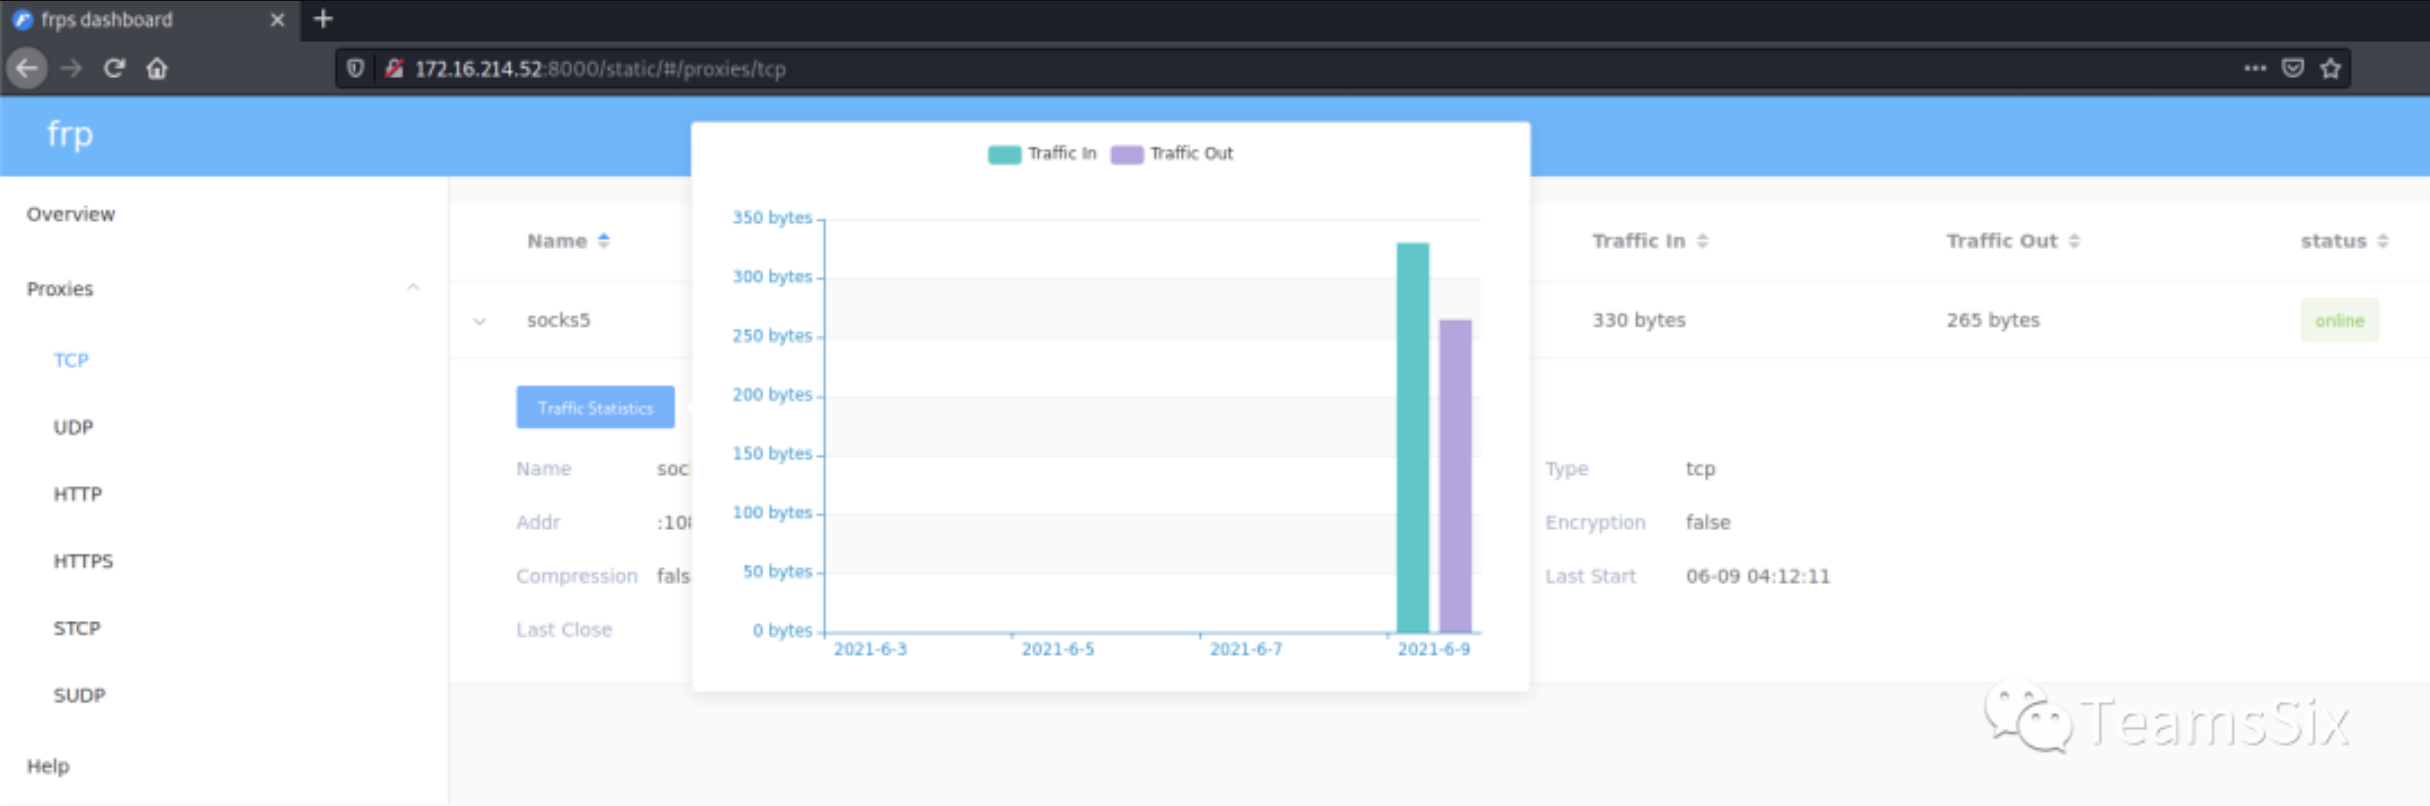 frps dashboard
172.16.214.52:8000/static/#/proxies/tcp
frp
Overview
Proxies
TCP
UDP
HTTP
HTTPS
STCP
SUDP
Help
Name
Traffic In
Traffic Out
status
socks5
330 bytes
265 bytes
online
Traffic Statistics
Name
soc
Type
tcp
Addr
:10
Encryption
false
Compression
fals
Last Start
06-09 04:12:11
Last Close
Traffic In
Traffic Out
350 bytes
300 bytes
250 bytes
200 bytes
150 bytes
100 bytes
50 bytes
0 bytes
2021-6-3
2021-6-5
2021-6-7
2021-6-9
TeamsSix